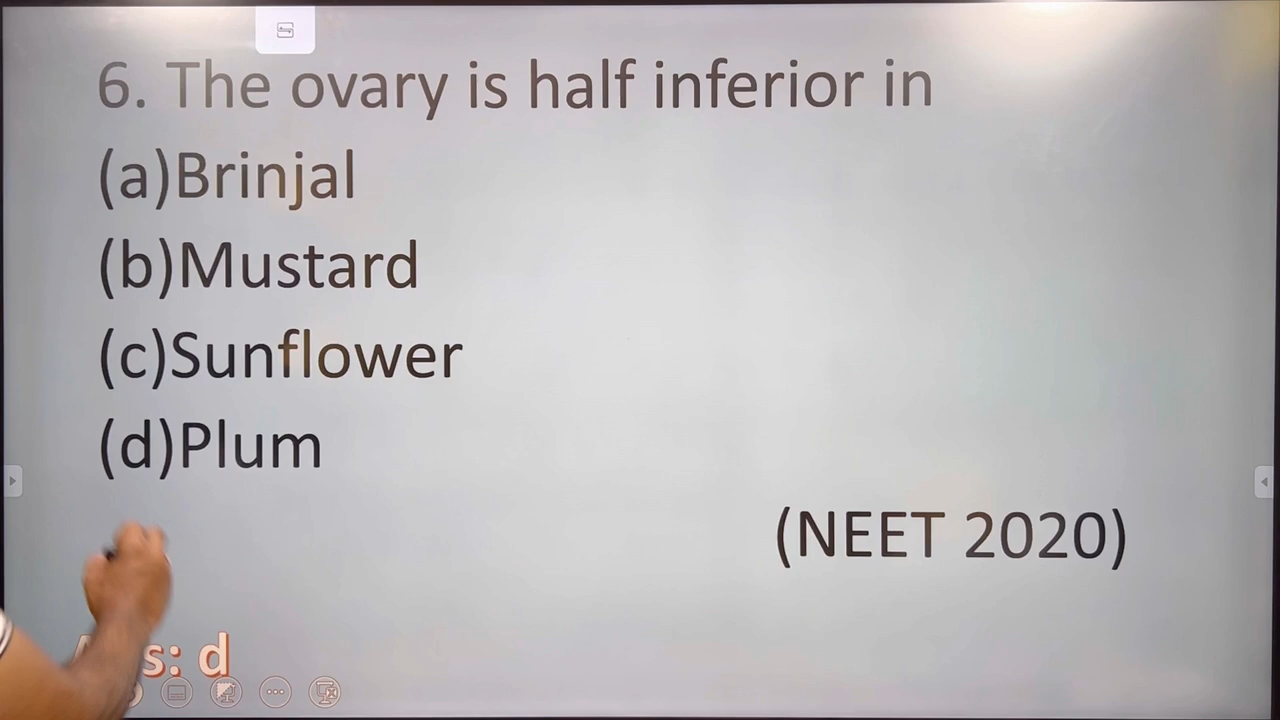 6. The ovary is half inferior in
(a)Brinjal
(b)Mustard
(c)Sunflower
(d)Plum
(NEET 2020)
s: d